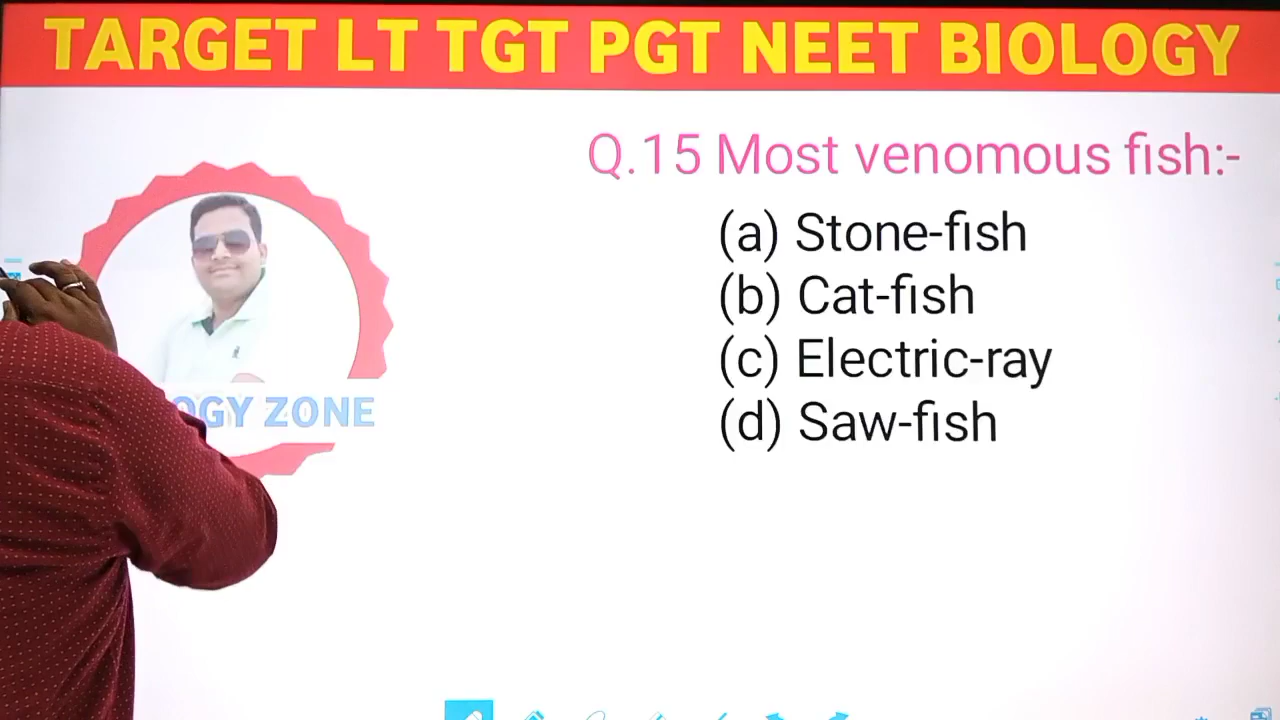 TARGET LT TGT PGT NEET BIOLOGY
Q.15 Most venomous fish:-
(a) Stone-fish
(b) Cat-fish
(c) Electric-ray
(d) Saw-fish
ZONE